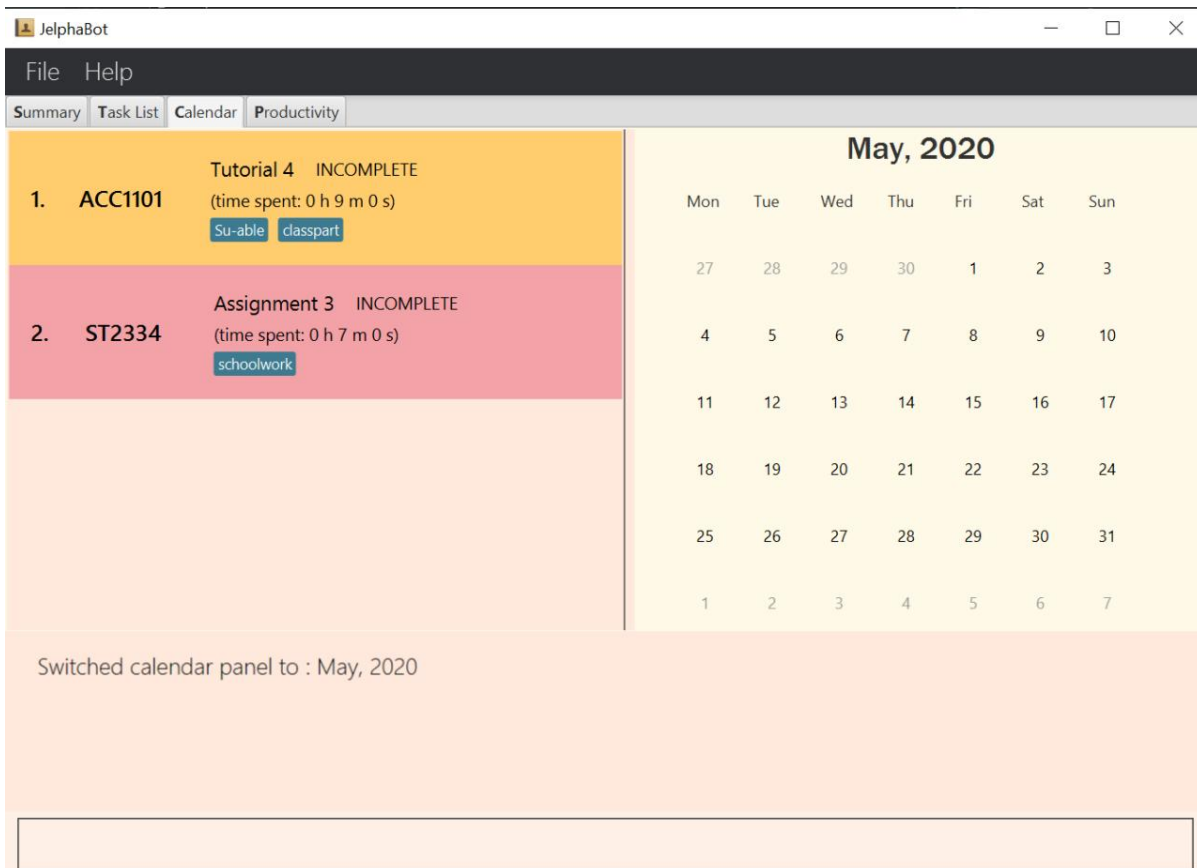 JelphaBot
File Help
Summary Task List Calendar Productivity
1. ACC1101
Tutorial 4 INCOMPLETE
(time spent: 0 h 9 m 0 s)
Su-able classpart
2. ST2334
Assignment 3 INCOMPLETE
(time spent: 0 h 7 m 0 s)
schoolwork
May, 2020
Mon Tue Wed Thu Fri Sat Sun
27 28 29 30 1 2 3
4 5 6 7 8 9 10
11 12 13 14 15 16 17
18 19 20 21 22 23 24
25 26 27 28 29 30 31
1 2 3 4 5 6 7
Switched calendar panel to : May, 2020